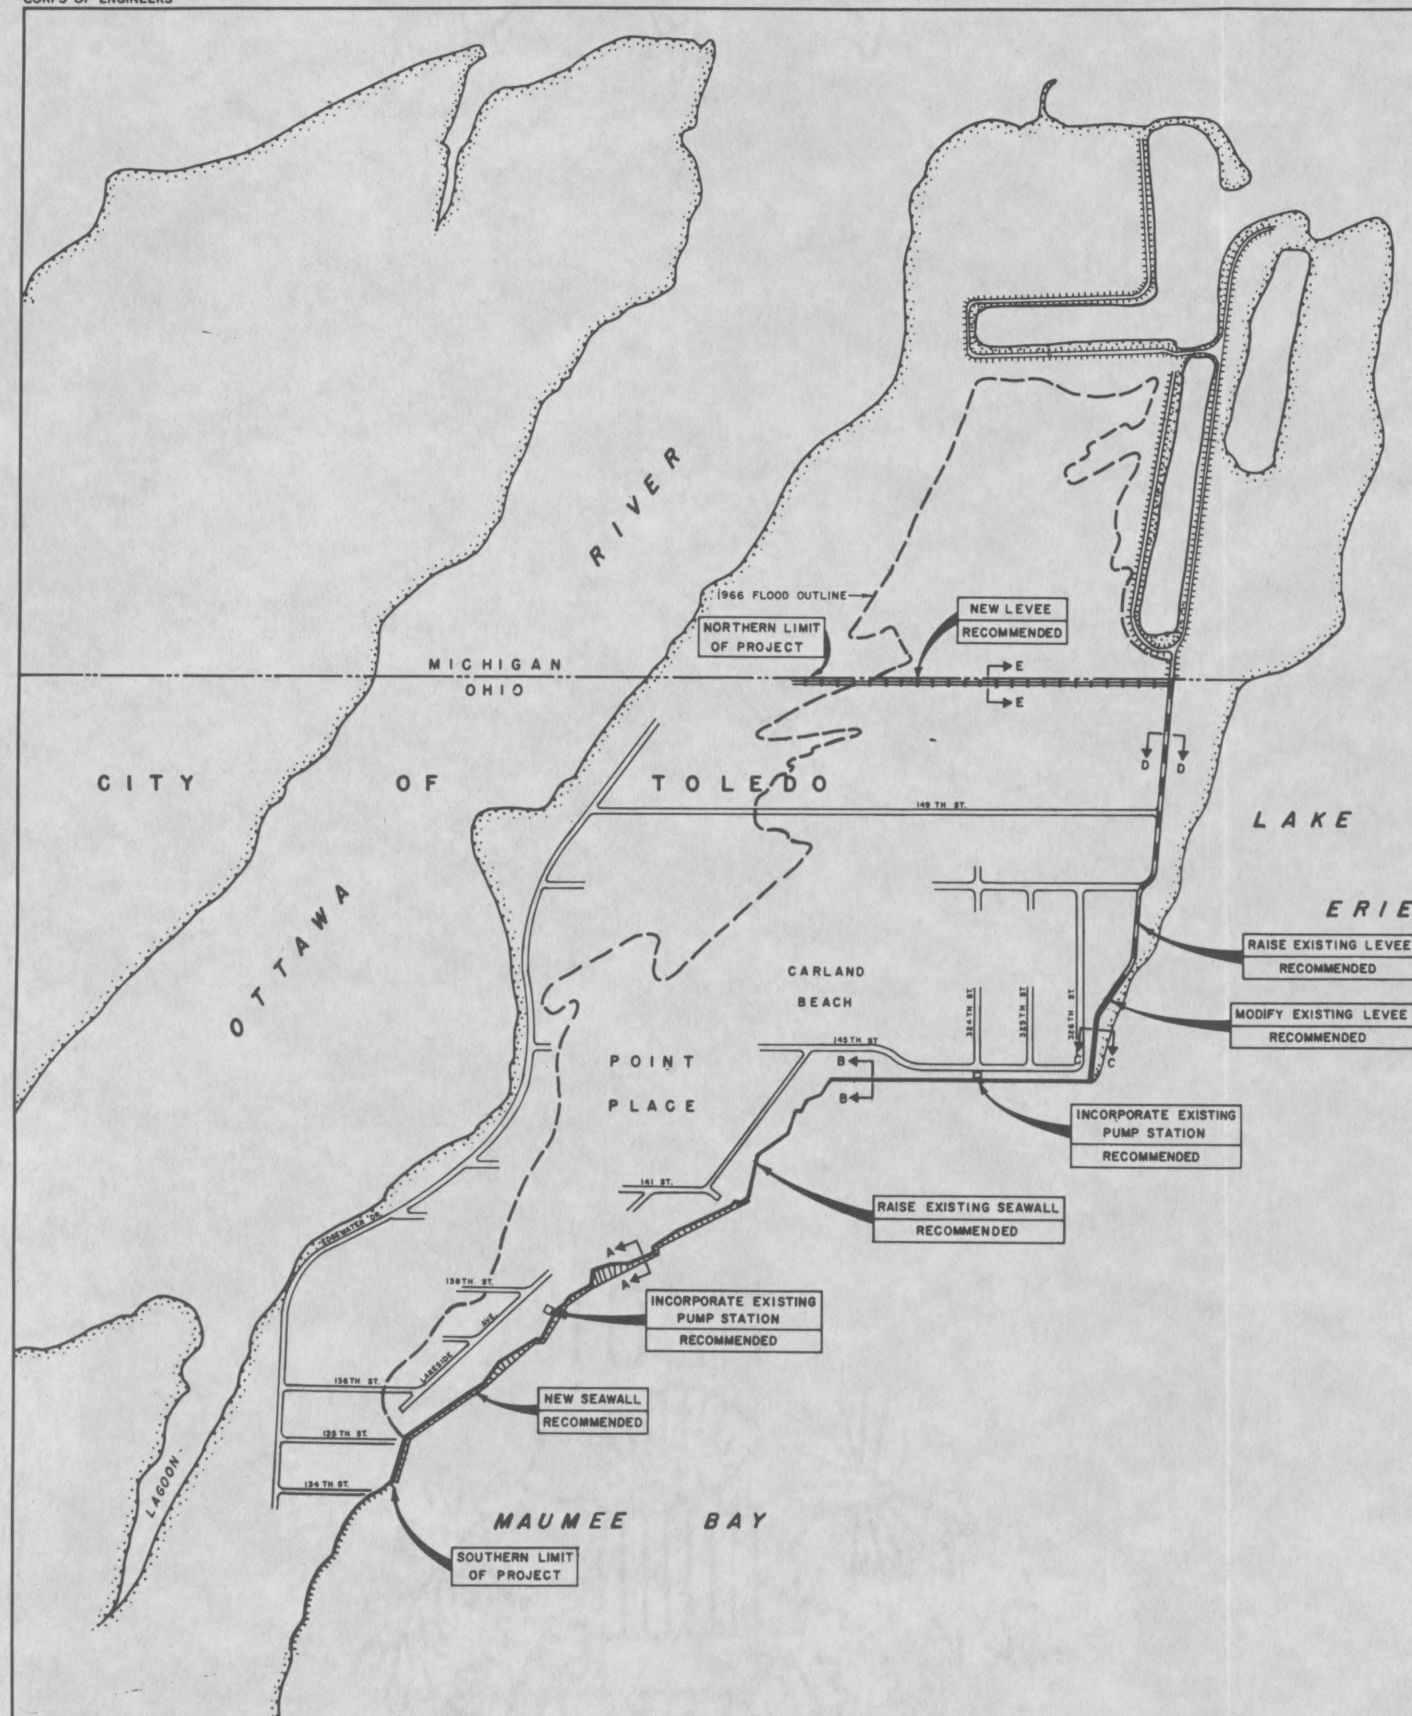 CORPS OF ENGINEERS
RIVER
1966 FLOOD OUTLINE
NEW LEVEE
RECOMMENDED
NORTHERN LIMIT
OF PROJECT
MICHIGAN
OHIO
E
E
D D
CITY OF TOLEDO
149 TH ST.
LAKE
ERIE
OTTAWA
RAISE EXISTING LEVEE
RECOMMENDED
CARLAND
BEACH
324TH ST.
325TH ST.
326TH ST.
MODIFY EXISTING LEVEE
RECOMMENDED
145TH ST
POINT
PLACE
B
B
C C
INCORPORATE EXISTING
PUMP STATION
RECOMMENDED
141 ST.
RAISE EXISTING SEAWALL
RECOMMENDED
EDGEWATER DR.
A
A
138TH ST.
INCORPORATE EXISTING
PUMP STATION
RECOMMENDED
LAKESIDE AVE.
136TH ST.
NEW SEAWALL
RECOMMENDED
135 TH ST.
134 TH ST.
LAGOON
MAUMEE BAY
SOUTHERN LIMIT
OF PROJECT